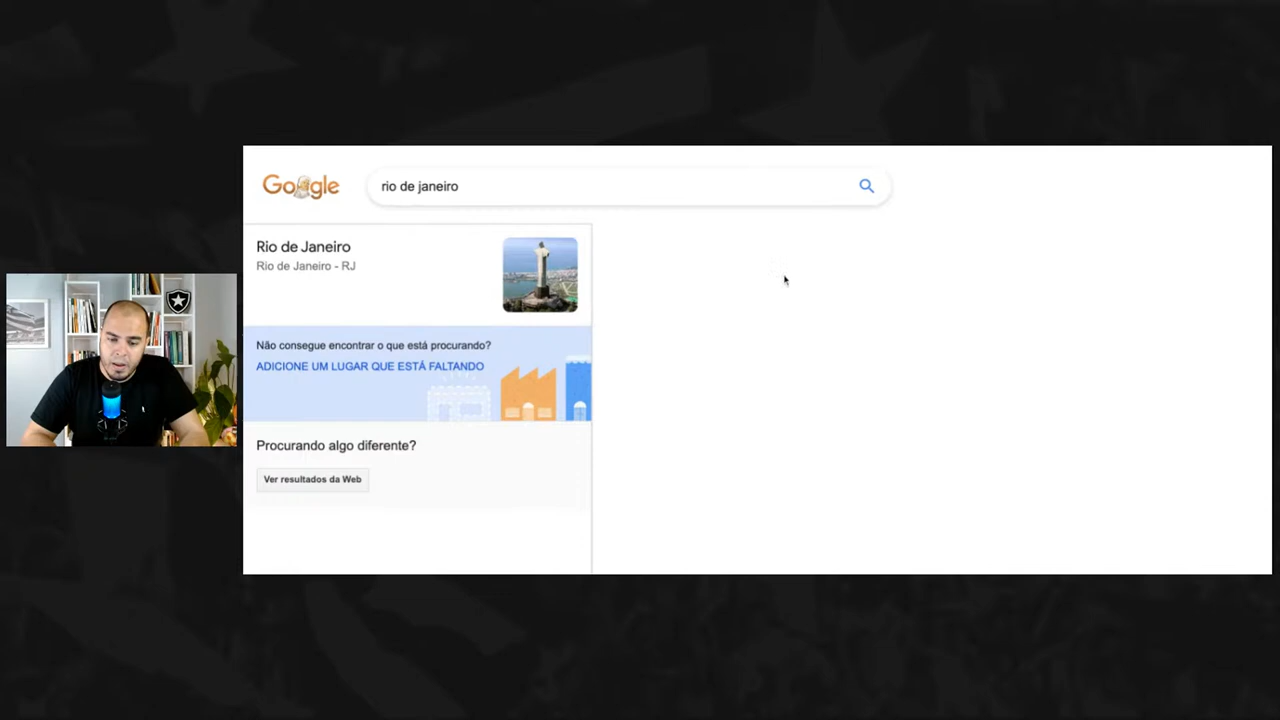 Google
rio de janeiro
Rio de Janeiro
Rio de Janeiro - RJ
Não consegue encontrar o que está procurando?
ADICIONE UM LUGAR QUE ESTÁ FALTANDO
Procurando algo diferente?
Ver resultados da Web